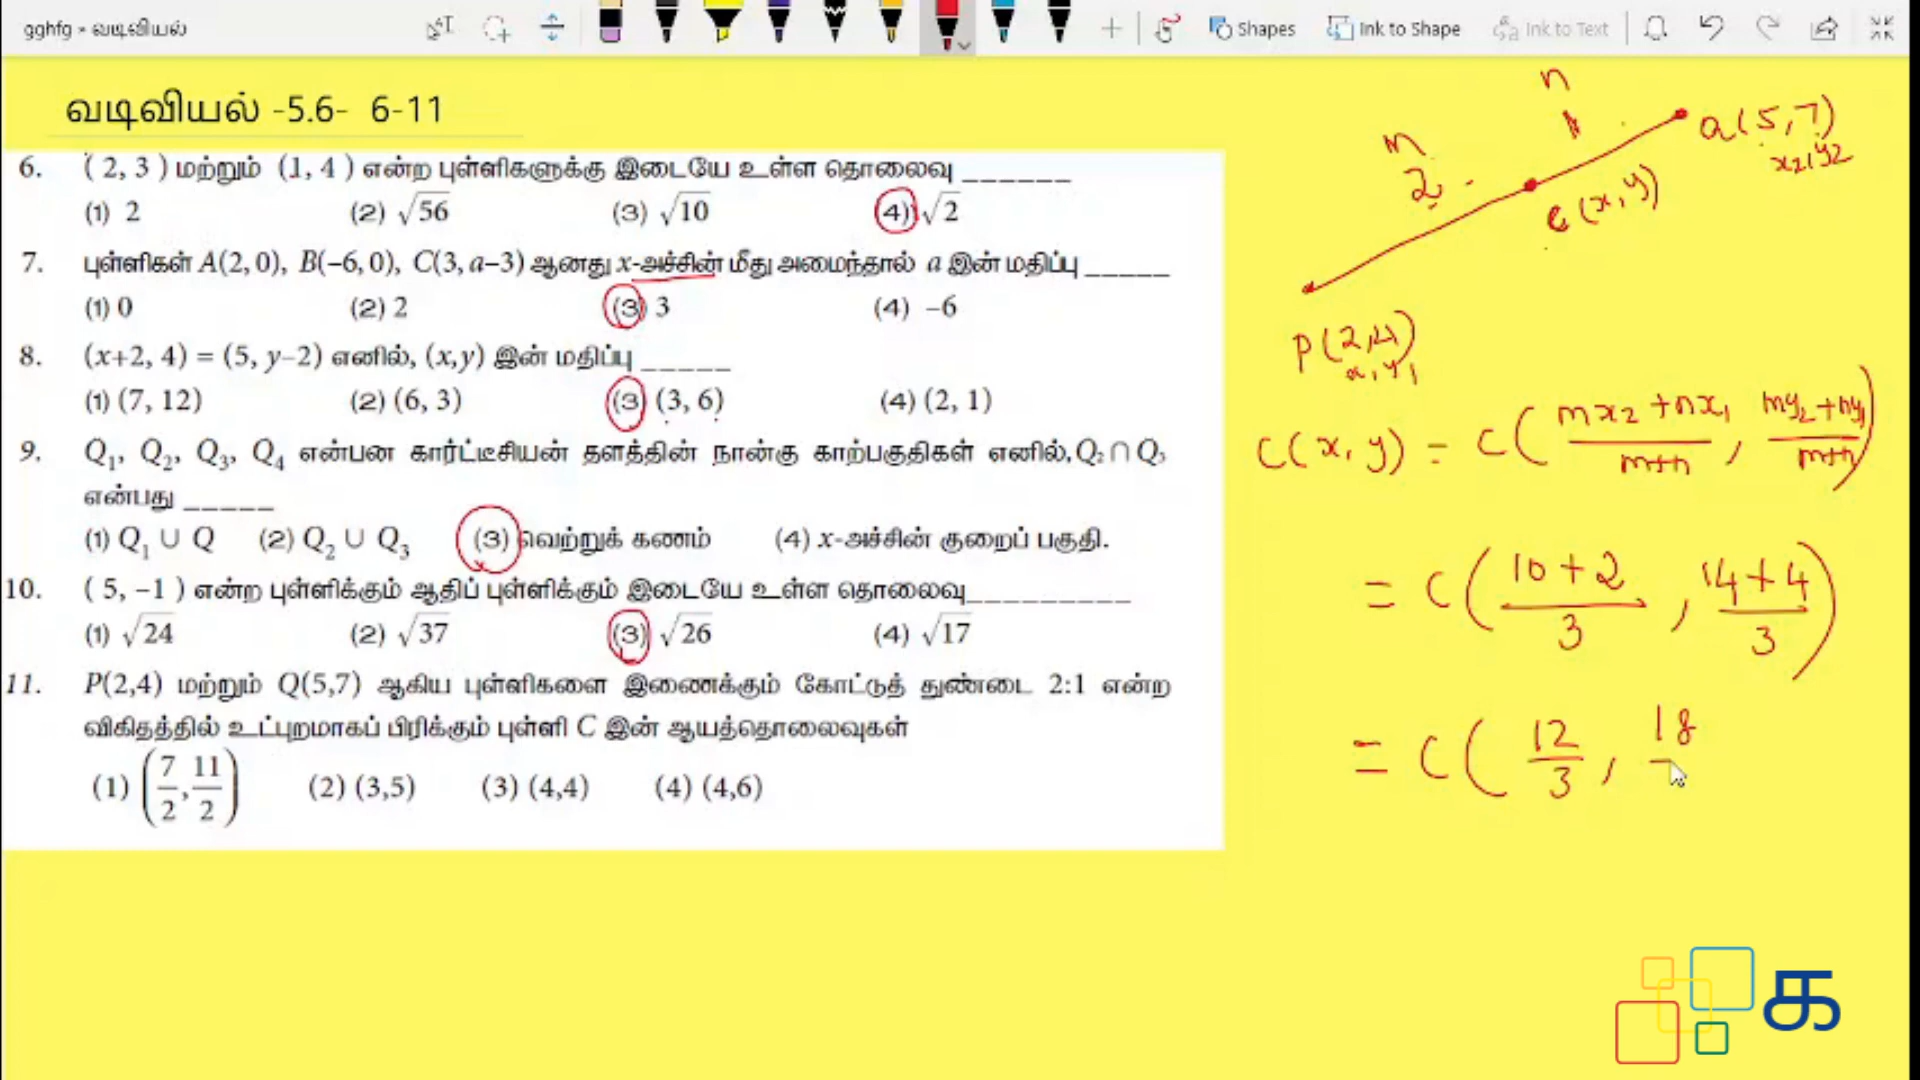 gghfg - வடிவியல்
Shapes Ink to Shape Ink to Text
வடிவியல் -5.6- 6-11
6. ( 2, 3 ) மற்றும் (1, 4 ) என்ற புள்ளிகளுக்கு இடையே உள்ள தொலைவு ______
(1) 2 (2) √56 (3) √10 (4) √2
7. புள்ளிகள் A(2, 0), B(−6, 0), C(3, a−3) ஆனது x-அச்சின் மீது அமைந்தால் a இன் மதிப்பு _____
(1) 0 (2) 2 (3) 3 (4) −6
8. (x+2, 4) = (5, y−2) எனில், (x,y) இன் மதிப்பு _____
(1) (7, 12) (2) (6, 3) (3) (3, 6) (4) (2, 1)
9. Q₁, Q₂, Q₃, Q₄ என்பன கார்ட்டீசியன் தளத்தின் நான்கு காற்பகுதிகள் எனில், Q₂ ∩ Q₃
என்பது _____
(1) Q₁ ∪ Q (2) Q₂ ∪ Q₃ (3) வெற்றுக் கணம் (4) x-அச்சின் குறைப் பகுதி.
10. ( 5, −1 ) என்ற புள்ளிக்கும் ஆதிப் புள்ளிக்கும் இடையே உள்ள தொலைவு_________
(1) √24 (2) √37 (3) √26 (4) √17
11. P(2,4) மற்றும் Q(5,7) ஆகிய புள்ளிகளை இணைக்கும் கோட்டுத் துண்டை 2:1 என்ற
விகிதத்தில் உட்புறமாகப் பிரிக்கும் புள்ளி C இன் ஆயத்தொலைவுகள்
(1) (7/2, 11/2) (2) (3,5) (3) (4,4) (4) (4,6)
n
m
2
1
a(5,7)
x2,y2
c(x,y)
P(2,4)
x1y1
C(x,y) = C(mx2+nx1/m+n, my2+ny1/m+n)
= C(10+2/3, 14+4/3)
= C(12/3, 18
க